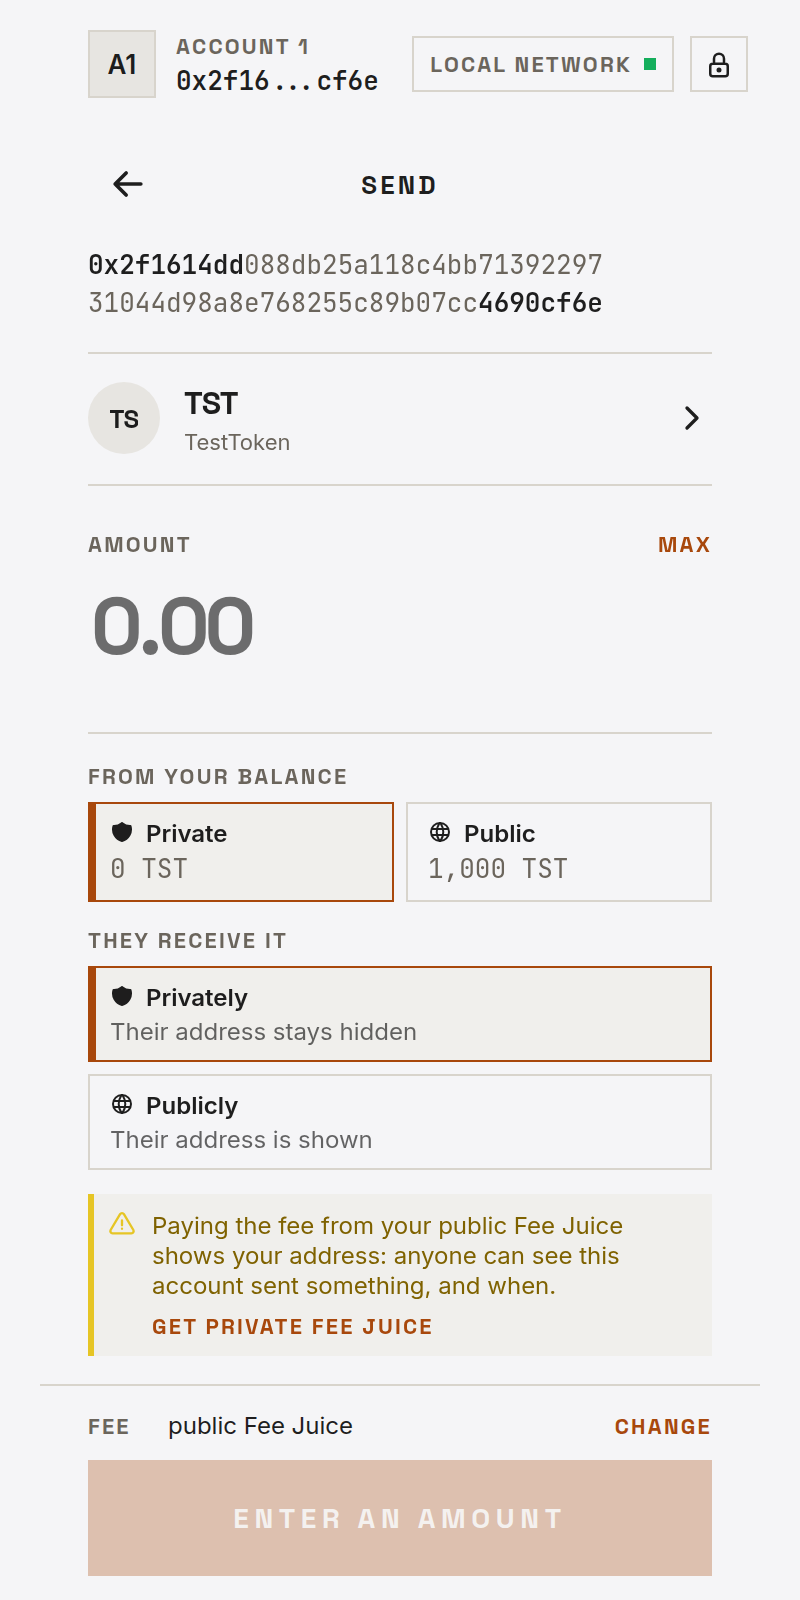 A1
ACCOUNT 1
0x2f16...cf6e
LOCAL NETWORK
SEND
0x2f1614dd088db25a118c4bb71392297
31044d98a8e768255c89b07cc4690cf6e
TS
TST
TestToken
AMOUNT
MAX
0.00
FROM YOUR BALANCE
Private
0 TST
Public
1,000 TST
THEY RECEIVE IT
Privately
Their address stays hidden
Publicly
Their address is shown
Paying the fee from your public Fee Juice
shows your address: anyone can see this
account sent something, and when.
GET PRIVATE FEE JUICE
FEE
public Fee Juice
CHANGE
ENTER AN AMOUNT